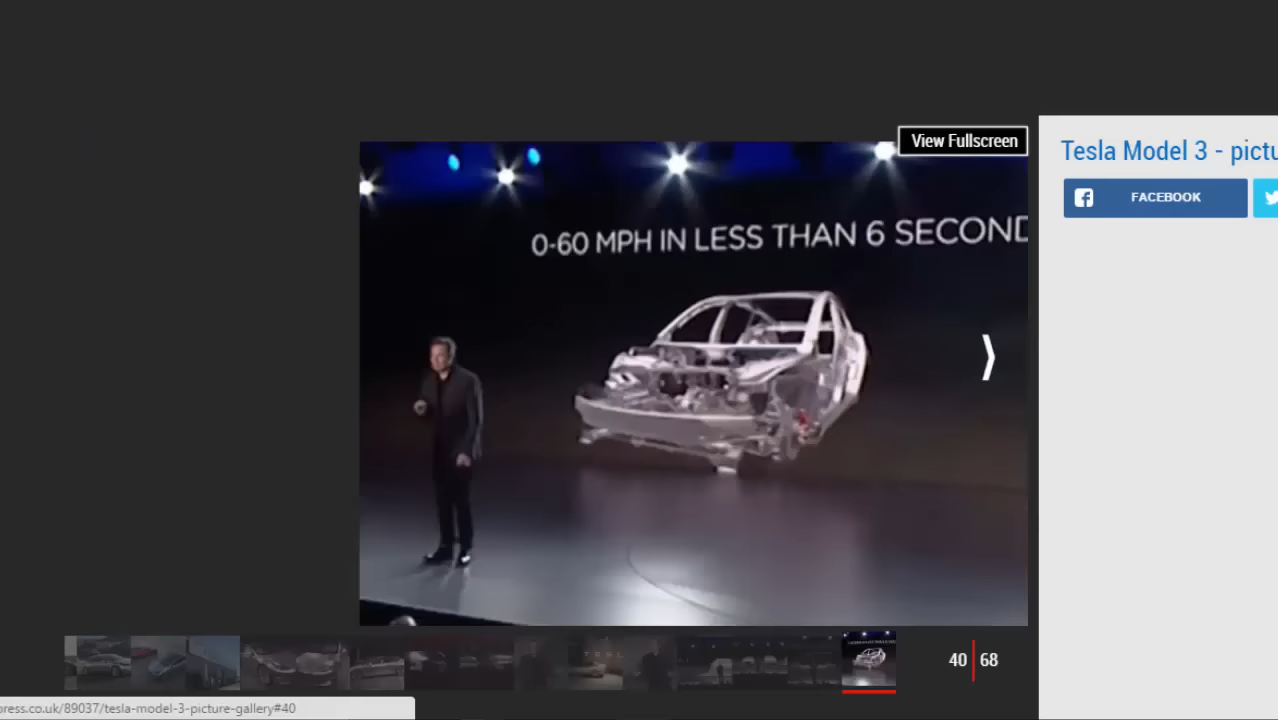 View Fullscreen
Tesla Model 3 - pictu
FACEBOOK
0-60 MPH IN LESS THAN 6 SECOND
40 68
press.co.uk/89037/tesla-model-3-picture-gallery#40